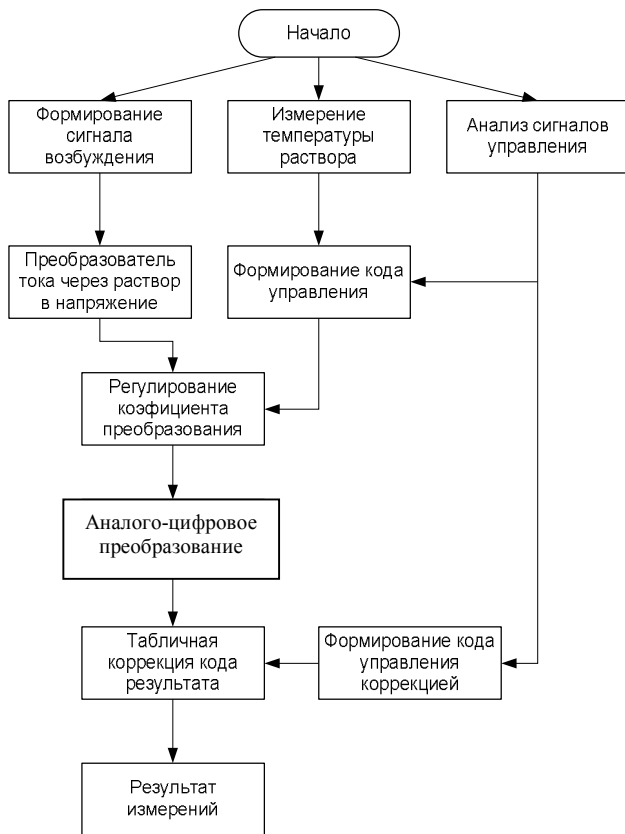 Начало
Формирование
сигнала
возбуждения
Измерение
температуры
раствора
Анализ сигналов
управления
Преобразователь
тока через раствор
в напряжение
Формирование кода
управления
Регулирование
коэфициента
преобразования
Аналого-цифровое
преобразование
Табличная
коррекция кода
результата
Формирование кода
управления
коррекцией
Результат
измерений